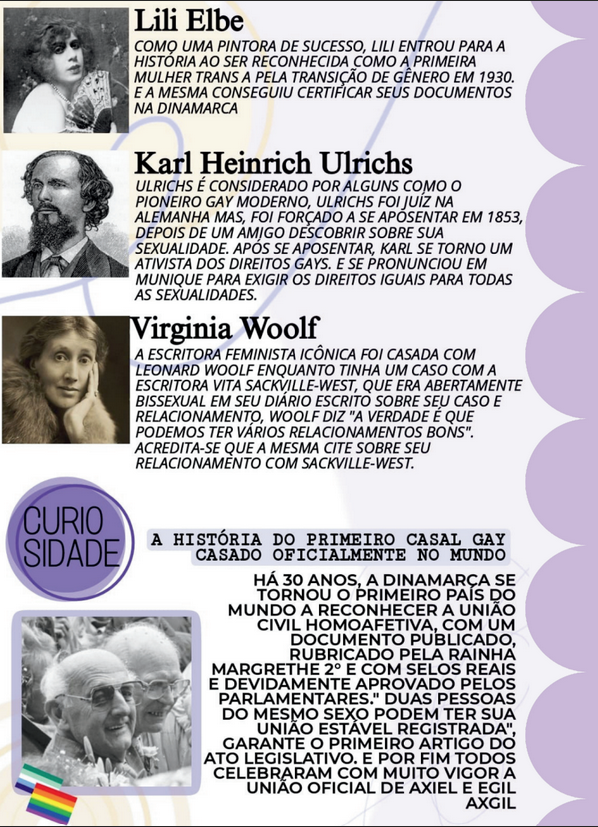 Lili Elbe
COMO UMA PINTORA DE SUCESSO, LILI ENTROU PARA A
HISTÓRIA AO SER RECONHECIDA COMO A PRIMEIRA
MULHER TRANS A PELA TRANSIÇÃO DE GÊNERO EM 1930.
E A MESMA CONSEGUIU CERTIFICAR SEUS DOCUMENTOS
NA DINAMARCA
Karl Heinrich Ulrichs
ULRICHS É CONSIDERADO POR ALGUNS COMO O
PIONEIRO GAY MODERNO, ULRICHS FOI JUÍZ NA
ALEMANHA MAS, FOI FORÇADO A SE APOSENTAR EM 1853,
DEPOIS DE UM AMIGO DESCOBRIR SOBRE SUA
SEXUALIDADE. APÓS SE APOSENTAR, KARL SE TORNO UM
ATIVISTA DOS DIREITOS GAYS. E SE PRONUNCIOU EM
MUNIQUE PARA EXIGIR OS DIREITOS IGUAIS PARA TODAS
AS SEXUALIDADES.
Virginia Woolf
A ESCRITORA FEMINISTA ICÔNICA FOI CASADA COM
LEONARD WOOLF ENQUANTO TINHA UM CASO COM A
ESCRITORA VITA SACKVILLE-WEST, QUE ERA ABERTAMENTE
BISSEXUAL EM SEU DIÁRIO ESCRITO SOBRE SEU CASO E
RELACIONAMENTO, WOOLF DIZ "A VERDADE É QUE
PODEMOS TER VÁRIOS RELACIONAMENTOS BONS".
ACREDITA-SE QUE A MESMA CITE SOBRE SEU
RELACIONAMENTO COM SACKVILLE-WEST.
CURIO
SIDADE
A HISTÓRIA DO PRIMEIRO CASAL GAY
CASADO OFICIALMENTE NO MUNDO
HÁ 30 ANOS, A DINAMARCA SE
TORNOU O PRIMEIRO PAÍS DO
MUNDO A RECONHECER A UNIÃO
CIVIL HOMOAFETIVA, COM UM
DOCUMENTO PUBLICADO,
RUBRICADO PELA RAINHA
MARGRETHE 2° E COM SELOS REAIS
E DEVIDAMENTE APROVADO PELOS
PARLAMENTARES." DUAS PESSOAS
DO MESMO SEXO PODEM TER SUA
UNIÃO ESTÁVEL REGISTRADA",
GARANTE O PRIMEIRO ARTIGO DO
ATO LEGISLATIVO. E POR FIM TODOS
CELEBRARAM COM MUITO VIGOR A
UNIÃO OFICIAL DE AXIEL E EGIL
AXGIL